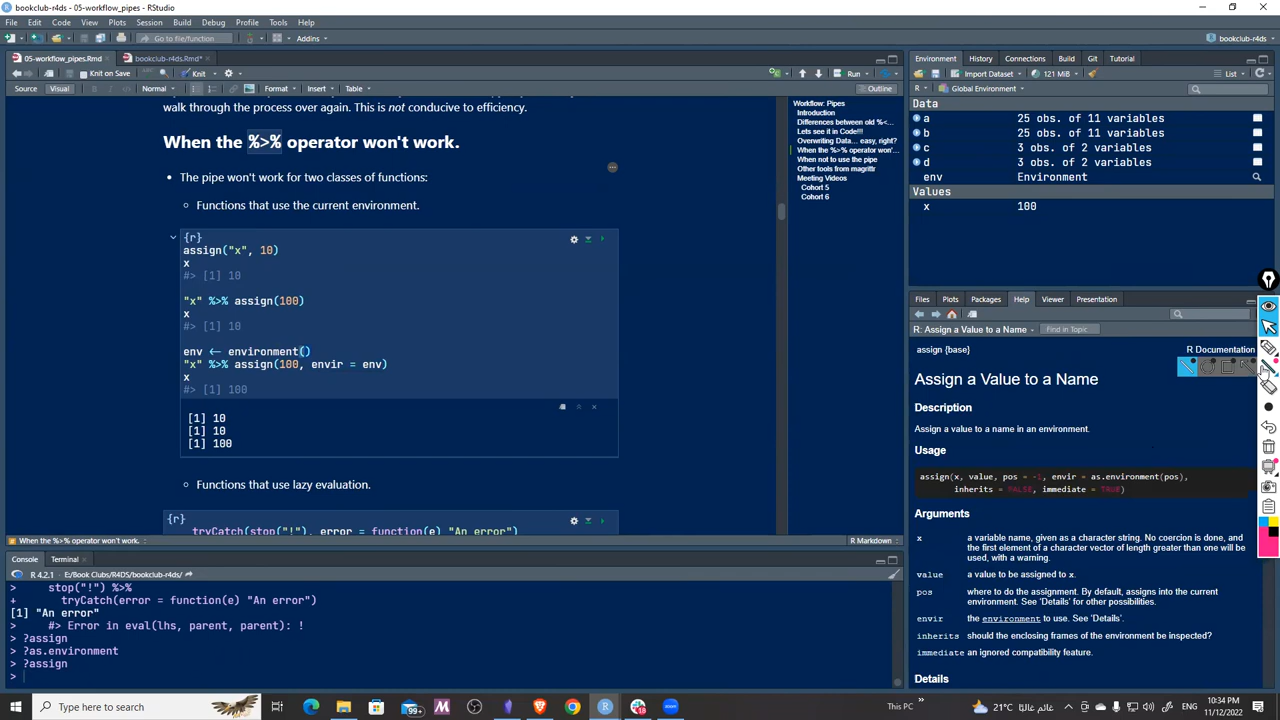 bookclub-r4ds - 05-workflow_pipes - RStudio
File Edit Code View Plots Session Build Debug Profile Tools Help
Go to file/function Addins bookclub-r4ds
05-workflow_pipes.Rmd bookclub-r4ds.Rmd*
Knit on Save Knit Run
Source Visual B I Normal Format Insert Table Outline
walk through the process over again. This is not conducive to efficiency.
When the %>% operator won't work.
• The pipe won't work for two classes of functions:
Functions that use the current environment.
{r}
assign("x", 10)
x
#> [1] 10
"x" %>% assign(100)
x
#> [1] 10
env <- environment()
"x" %>% assign(100, envir = env)
x
#> [1] 100
[1] 10
[1] 10
[1] 100
Functions that use lazy evaluation.
{r}
tryCatch(stop("!"), error = function(e) "An error")
When the %>% operator won't work. R Markdown
Workflow: Pipes
Introduction
Differences between old %<...
Lets see it in Code!!!
Overwriting Data... easy, right?
When the %>% operator won'...
When not to use the pipe
Other tools from magrittr
Meeting Videos
Cohort 5
Cohort 6
Console Terminal
R 4.2.1 · E:/Book Clubs/R4DS/bookclub-r4ds/
> stop("!") %>%
+ tryCatch(error = function(e) "An error")
[1] "An error"
> #> Error in eval(lhs, parent, parent): !
> ?assign
> ?as.environment
> ?assign
>
Environment History Connections Build Git Tutorial
Import Dataset 121 MiB List
R Global Environment
Data
a 25 obs. of 11 variables
b 25 obs. of 11 variables
c 3 obs. of 2 variables
d 3 obs. of 2 variables
env Environment
Values
x 100
Files Plots Packages Help Viewer Presentation
R: Assign a Value to a Name Find in Topic
assign {base} R Documentation
Assign a Value to a Name
Description
Assign a value to a name in an environment.
Usage
assign(x, value, pos = -1, envir = as.environment(pos),
inherits = FALSE, immediate = TRUE)
Arguments
x a variable name, given as a character string. No coercion is done, and
the first element of a character vector of length greater than one will be
used, with a warning.
value a value to be assigned to x.
pos where to do the assignment. By default, assigns into the current
environment. See 'Details' for other possibilities.
envir the environment to use. See 'Details'.
inherits should the enclosing frames of the environment be inspected?
immediate an ignored compatibility feature.
Details
Type here to search
99+
This PC
21°C غائم غالبًا
10:34 PM
11/12/2022